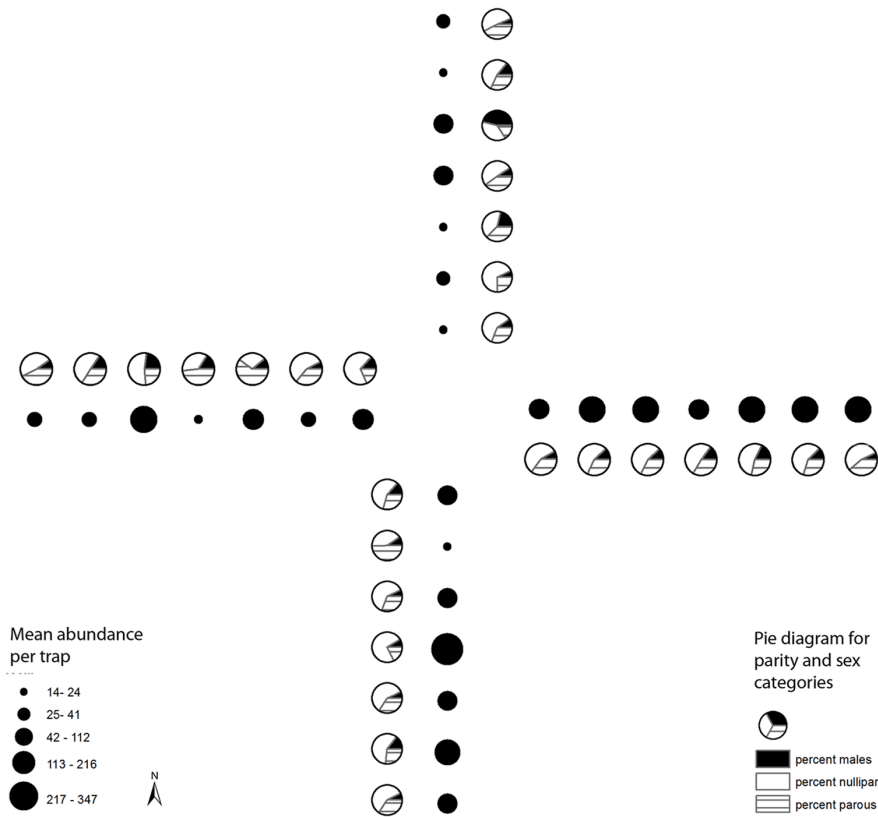 Mean abundance
per trap
14- 24
25- 41
42 - 112
113 - 216
217 - 347
N
Pie diagram for
parity and sex
categories
percent males
percent nullipar
percent parous